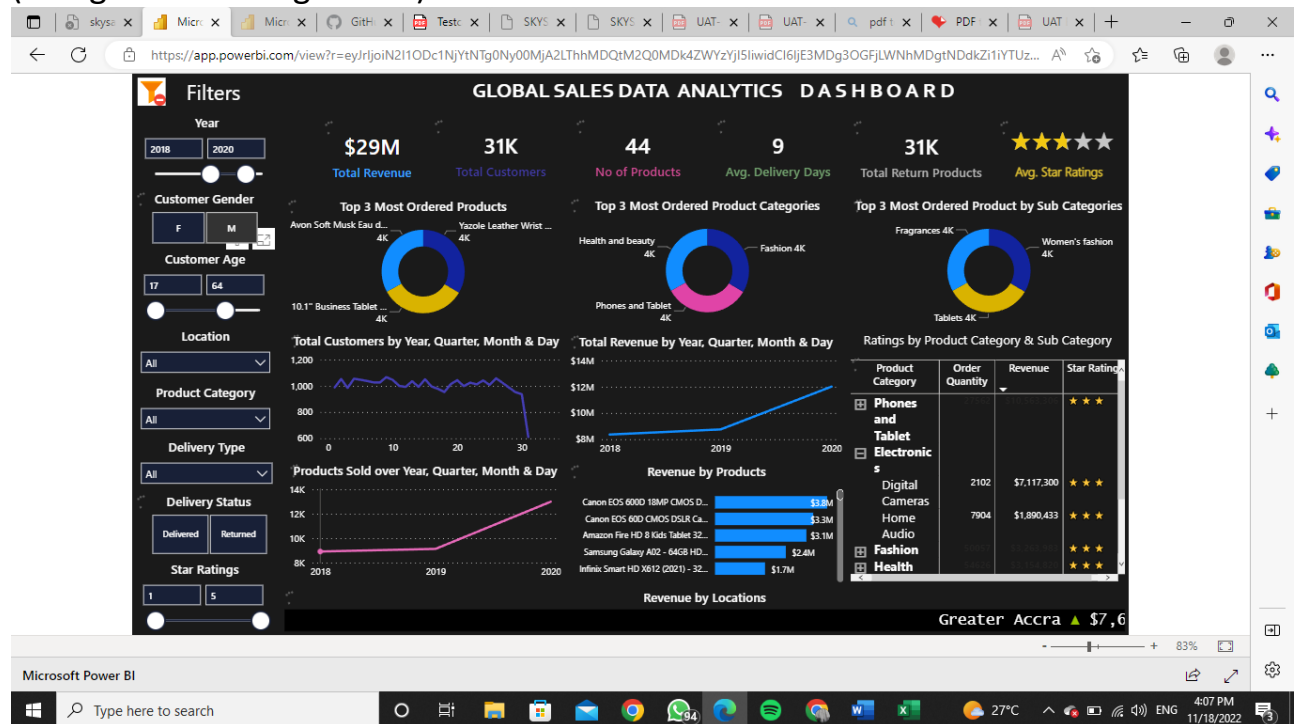 skyse
Micr
Micr
GitH
Testc
SKYS
SKYS
UAT-
UAT-
pdf t
PDF
UAT
app.powerbi.com
Filters
GLOBAL SALES DATA ANALYTICS DASHBOARD
Year
2018 2020
$29M
Total Revenue
31K
Total Customers
44
No of Products
9
Avg. Delivery Days
31K
Total Return Products
Avg. Star Ratings
Customer Gender
F M
Customer Age
17 64
Location
All
Product Category
All
Delivery Type
All
Delivery Status
Delivered Returned
Star Ratings
1 5
Top 3 Most Ordered Products
Avon Soft Musk Eau d...
4K
Yazole Leather Wrist ...
4K
10.1" Business Tablet ...
4K
Top 3 Most Ordered Product Categories
Health and beauty
4K
Fashion 4K
Phones and Tablet
4K
Top 3 Most Ordered Product by Sub Categories
Fragrances 4K
Women's fashion
4K
Tablets 4K
Total Customers by Year, Quarter, Month & Day
1,200
1,000
800
600
0 10 20 30
Total Revenue by Year, Quarter, Month & Day
$14M
$12M
$10M
$8M
2018 2019 2020
Ratings by Product Category & Sub Category
Product Category
Order Quantity
Revenue
Star Rating
Phones and Tablet
Electronics
Digital Cameras 2102 $7,117,300
Home Audio 7904 $1,890,433
Fashion
Health
Products Sold over Year, Quarter, Month & Day
14K
12K
10K
8K
2018 2019 2020
Revenue by Products
Canon EOS 600D 18MP CMOS D... $3.8M
Canon EOS 60D CMOS DSLR Ca... $3.3M
Amazon Fire HD 8 Kids Tablet 32... $3.1M
Samsung Galaxy A02 - 64GB HD... $2.4M
Infinix Smart HD X612 (2021) - 32... $1.7M
Revenue by Locations
Greater Accra ▲ $7,6
- + 83%
Microsoft Power BI
Type here to search
94
27°C
ENG
4:07 PM
11/18/2022
3